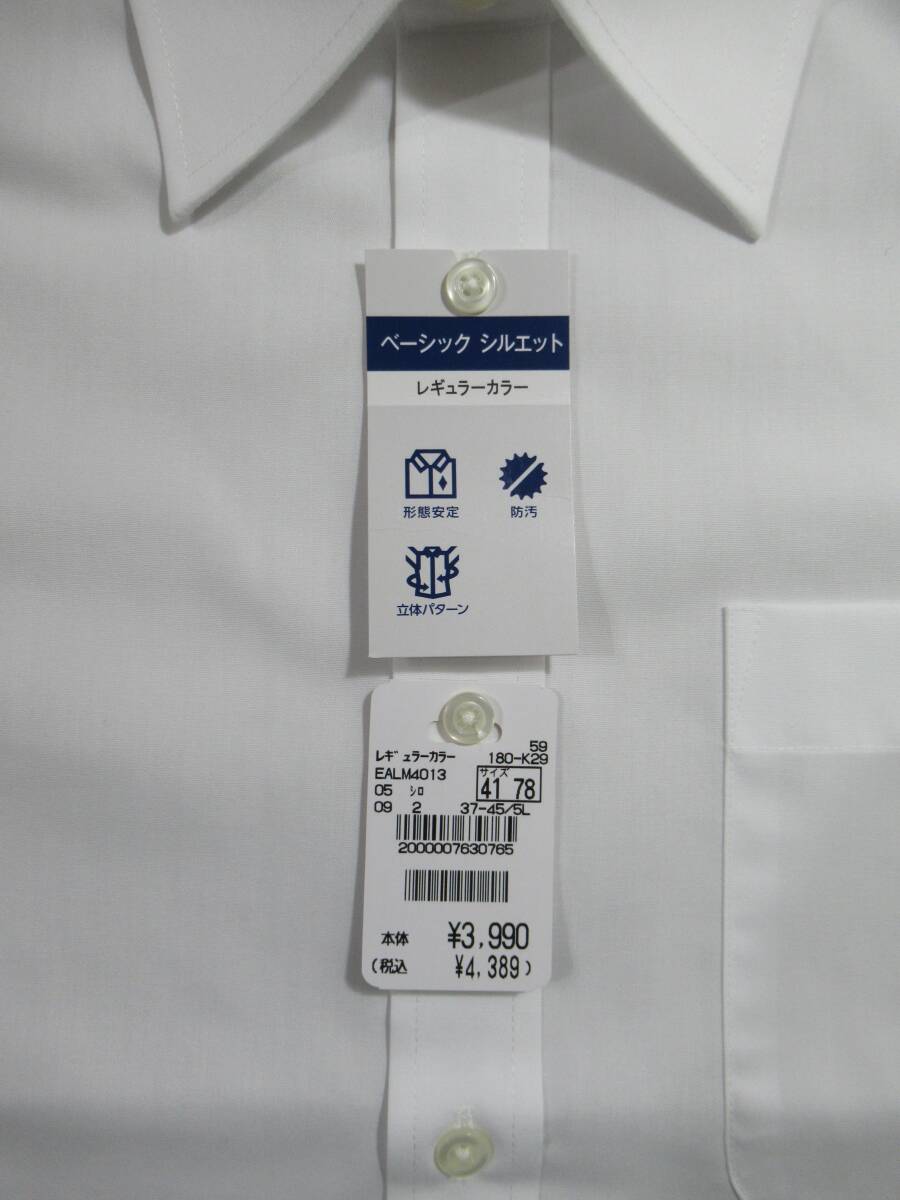 ベーシック シルエット
レギュラーカラー
形態安定 防汚
立体パターン
59
レギュラーカラー 180-K29
EALM4013 サイズ
05 シロ 41 78
09 2 37-45/5L
2000007630765
本体 ¥3,990
(税込 ¥4,389)